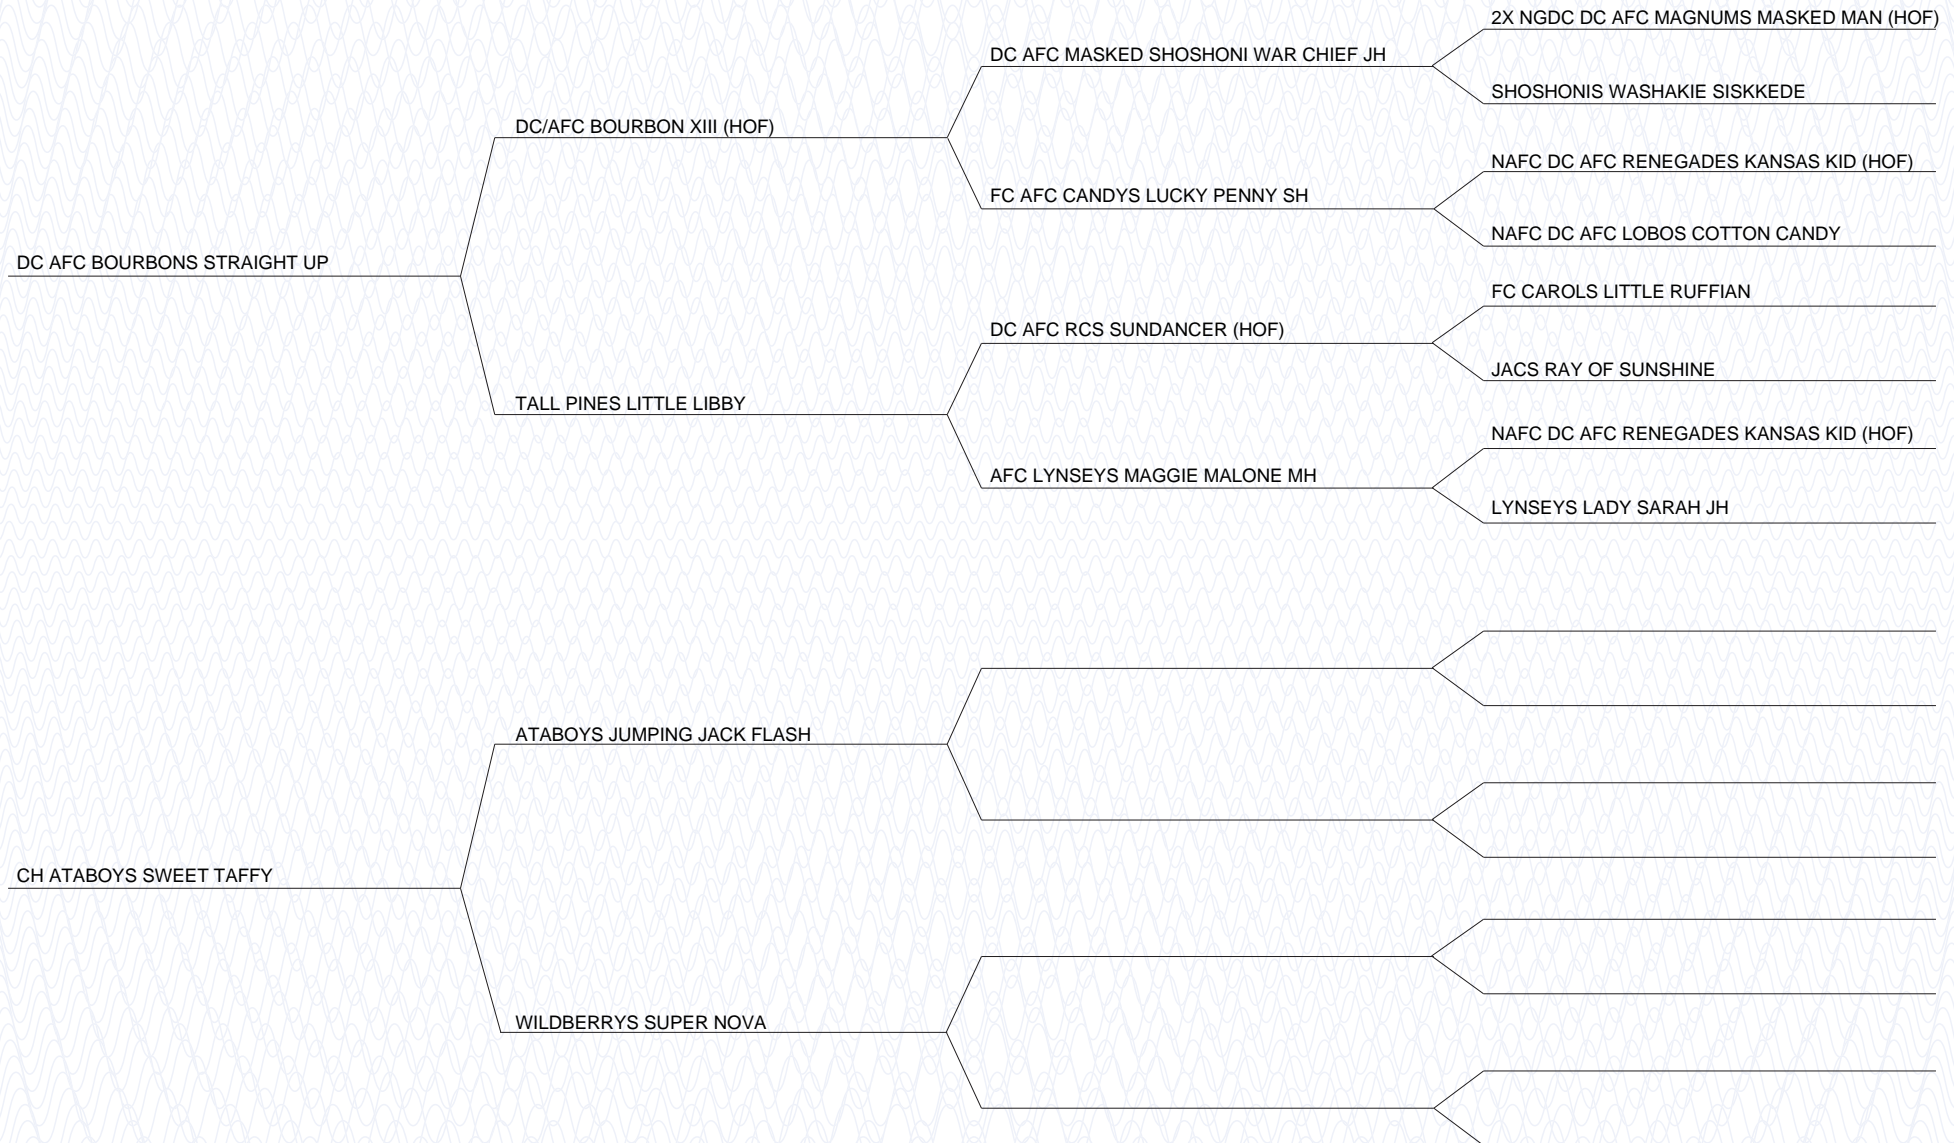 2X NGDC DC AFC MAGNUMS MASKED MAN (HOF)
DC AFC MASKED SHOSHONI WAR CHIEF JH
SHOSHONIS WASHAKIE SISKKEDE
DC/AFC BOURBON XIII (HOF)
NAFC DC AFC RENEGADES KANSAS KID (HOF)
FC AFC CANDYS LUCKY PENNY SH
NAFC DC AFC LOBOS COTTON CANDY
DC AFC BOURBONS STRAIGHT UP
FC CAROLS LITTLE RUFFIAN
DC AFC RCS SUNDANCER (HOF)
JACS RAY OF SUNSHINE
TALL PINES LITTLE LIBBY
NAFC DC AFC RENEGADES KANSAS KID (HOF)
AFC LYNSEYS MAGGIE MALONE MH
LYNSEYS LADY SARAH JH
ATABOYS JUMPING JACK FLASH
CH ATABOYS SWEET TAFFY
WILDBERRYS SUPER NOVA